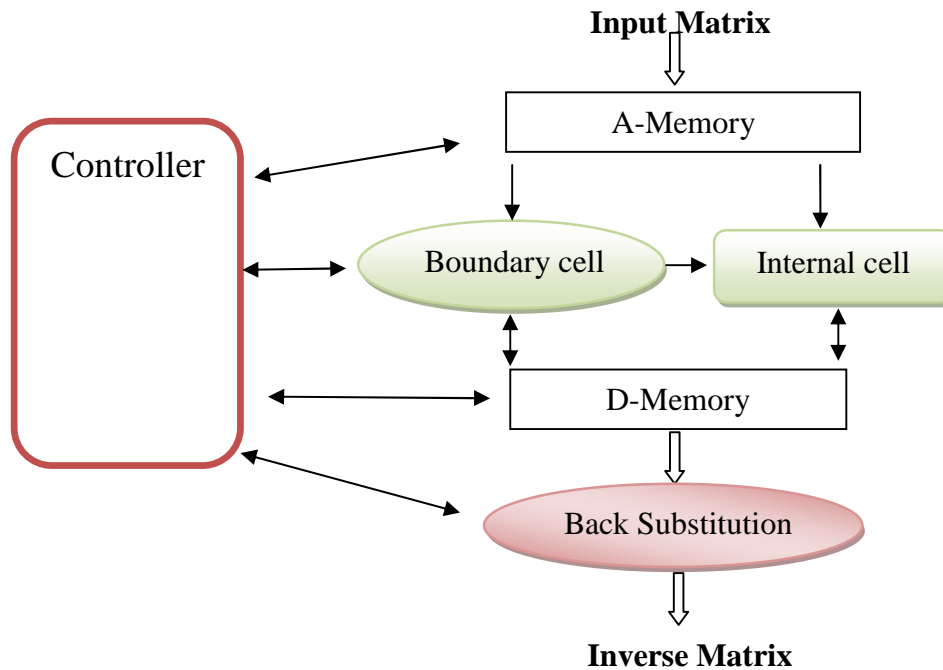 Input Matrix
A-Memory
Controller
Boundary cell
Internal cell
D-Memory
Back Substitution
Inverse Matrix